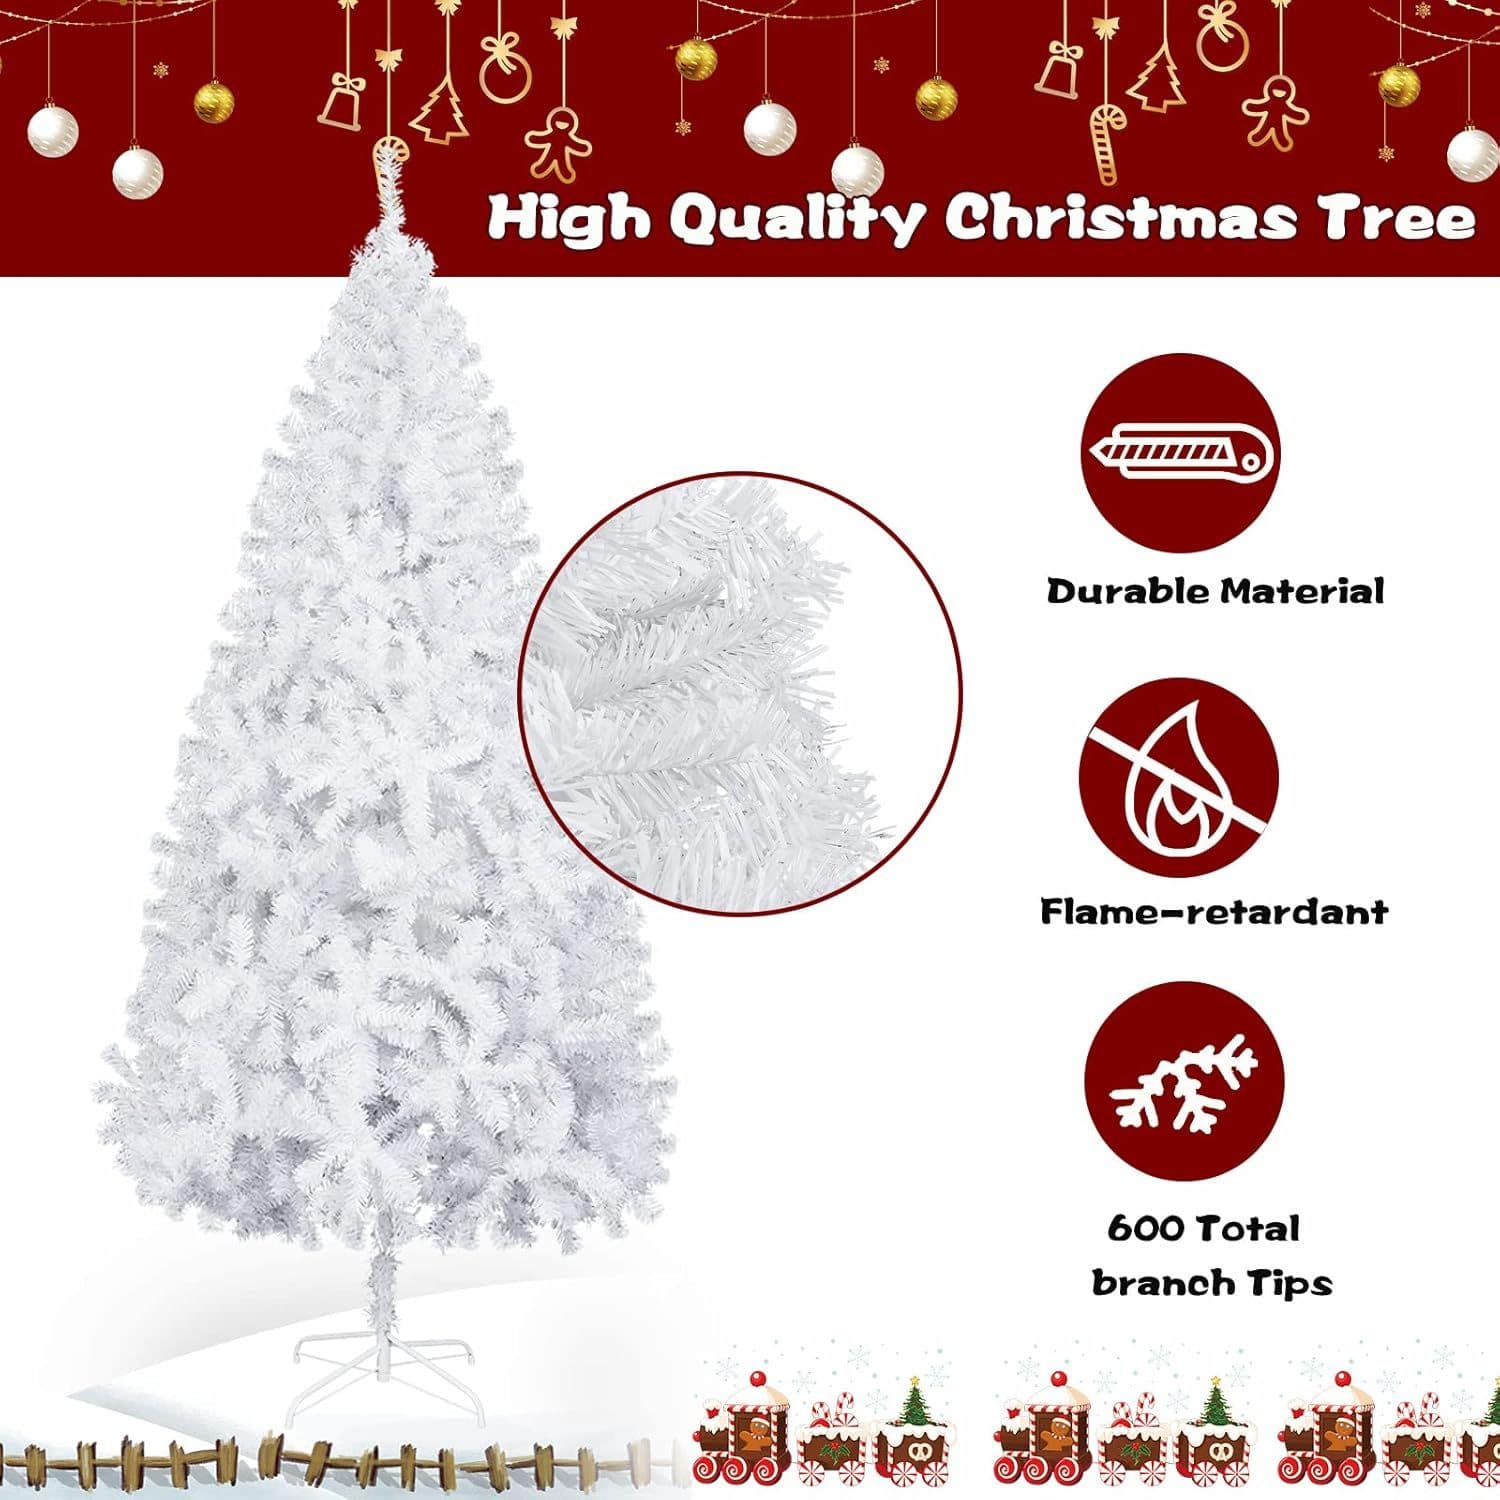 High Quality Christmas Tree
Durable Material
Flame-retardant
600 Total
branch Tips